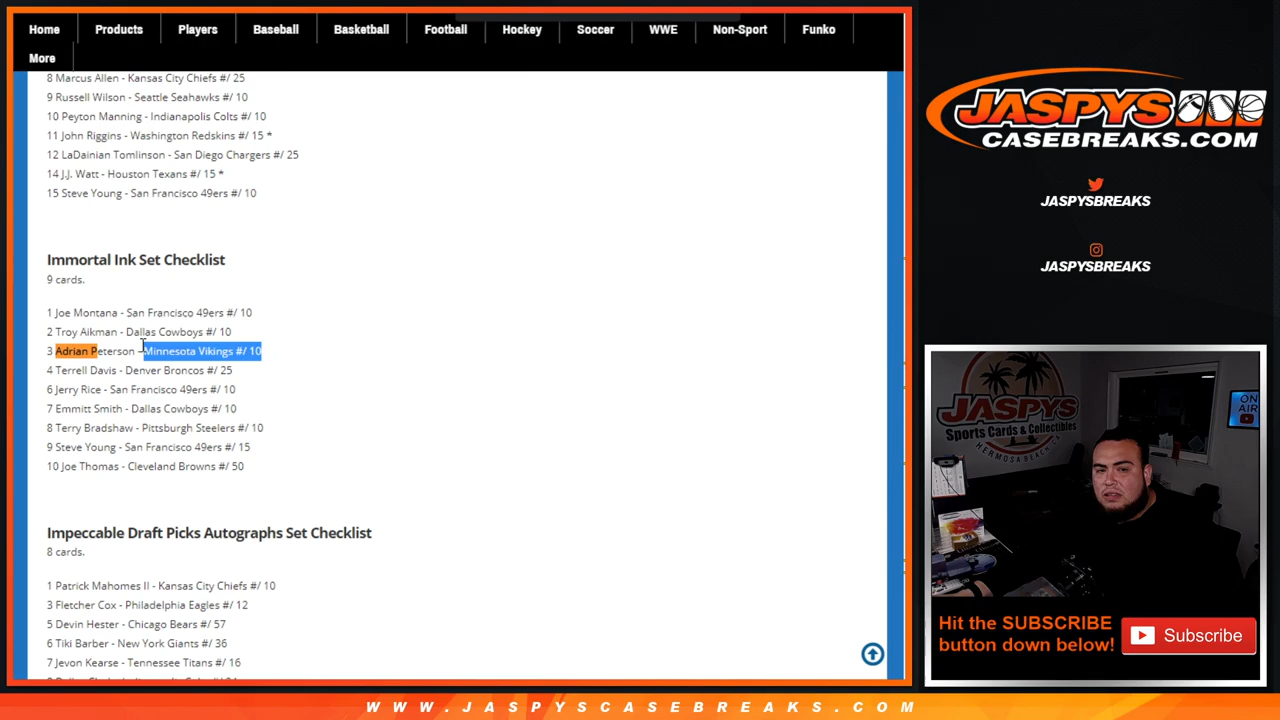 Home Products Players Baseball Basketball Football Hockey Soccer WWE Non-Sport Funko
More
8 Marcus Allen - Kansas City Chiefs #/ 25
9 Russell Wilson - Seattle Seahawks #/ 10
10 Peyton Manning - Indianapolis Colts #/ 10
11 John Riggins - Washington Redskins #/ 15 *
12 LaDainian Tomlinson - San Diego Chargers #/ 25
14 J.J. Watt - Houston Texans #/ 15 *
15 Steve Young - San Francisco 49ers #/ 10
Immortal Ink Set Checklist
9 cards.
1 Joe Montana - San Francisco 49ers #/ 10
2 Troy Aikman - Dallas Cowboys #/ 10
3 Adrian Peterson - Minnesota Vikings #/ 10
4 Terrell Davis - Denver Broncos #/ 25
6 Jerry Rice - San Francisco 49ers #/ 10
7 Emmitt Smith - Dallas Cowboys #/ 10
8 Terry Bradshaw - Pittsburgh Steelers #/ 10
9 Steve Young - San Francisco 49ers #/ 15
10 Joe Thomas - Cleveland Browns #/ 50
Impeccable Draft Picks Autographs Set Checklist
8 cards.
1 Patrick Mahomes II - Kansas City Chiefs #/ 10
3 Fletcher Cox - Philadelphia Eagles #/ 12
5 Devin Hester - Chicago Bears #/ 57
6 Tiki Barber - New York Giants #/ 36
7 Jevon Kearse - Tennessee Titans #/ 16
JASPYS
CASEBREAKS.COM
JASPYSBREAKS
JASPYSBREAKS
JASPYS
Sports Cards & Collectibles
HERMOSA BEACH, CA
ON
AIR
Hit the SUBSCRIBE
button down below!
Subscribe
WWW.JASPYSCASEBREAKS.COM